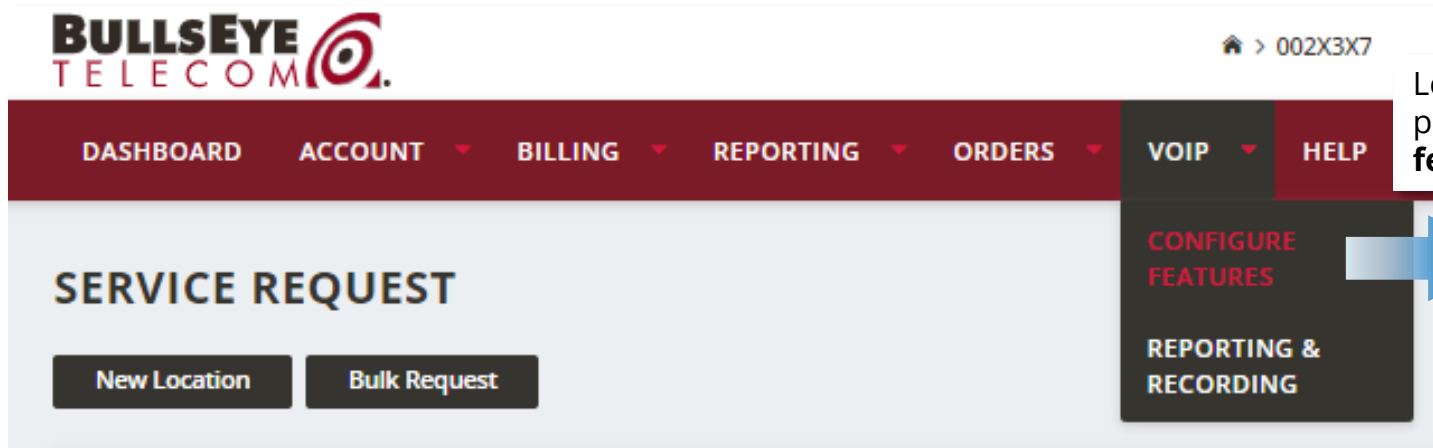 BULLSEYE
TELECOM.
> 002X3X7
DASHBOARD ACCOUNT BILLING REPORTING ORDERS VOIP HELP
CONFIGURE
FEATURES
REPORTING &
RECORDING
SERVICE REQUEST
New Location Bulk Request